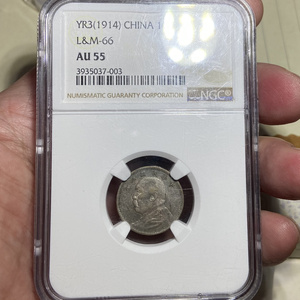 YR3(1914) CHINA 1
L&M-66
AU 55
3935037-003
NUMISMATIC GUARANTY CORPORATION
NGC